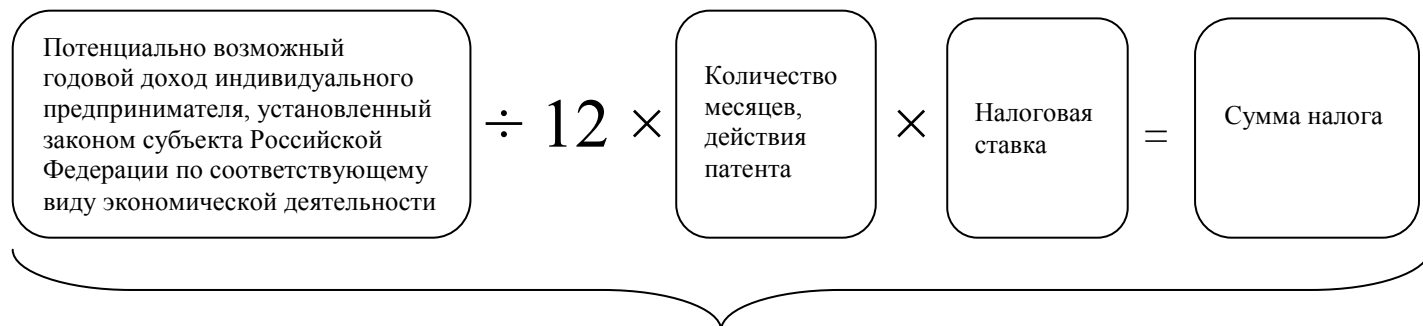 Потенциально возможный
годовой доход индивидуального
предпринимателя, установленный
законом субъекта Российской
Федерации по соответствующему
виду экономической деятельности
÷ 12 ×
Количество
месяцев,
действия
патента
×
Налоговая
ставка
=
Сумма налога